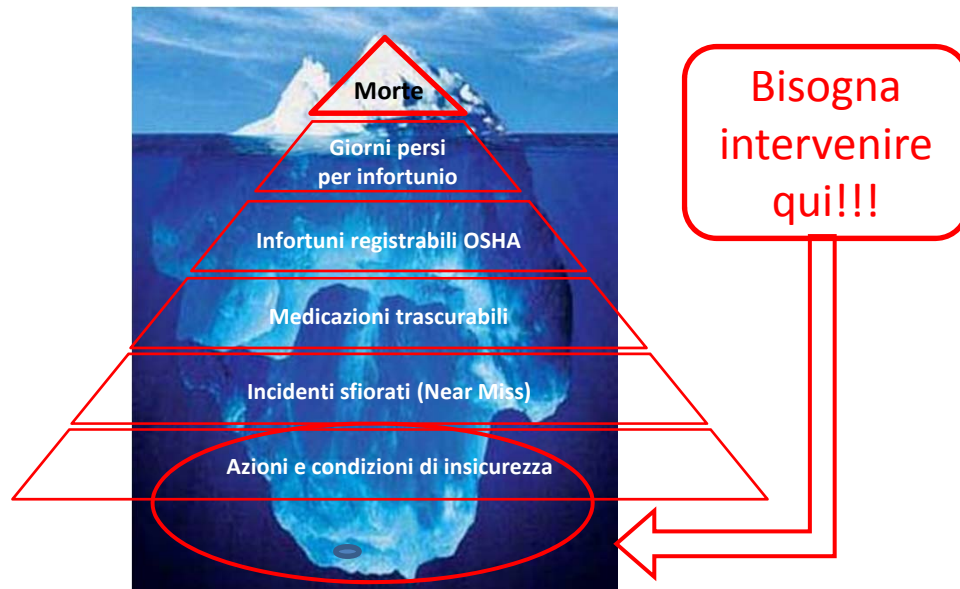 Morte
Giorni persi
per infortunio
Infortuni registrabili OSHA
Medicazioni trascurabili
Incidenti sfiorati (Near Miss)
Azioni e condizioni di insicurezza
Bisogna
intervenire
qui!!!